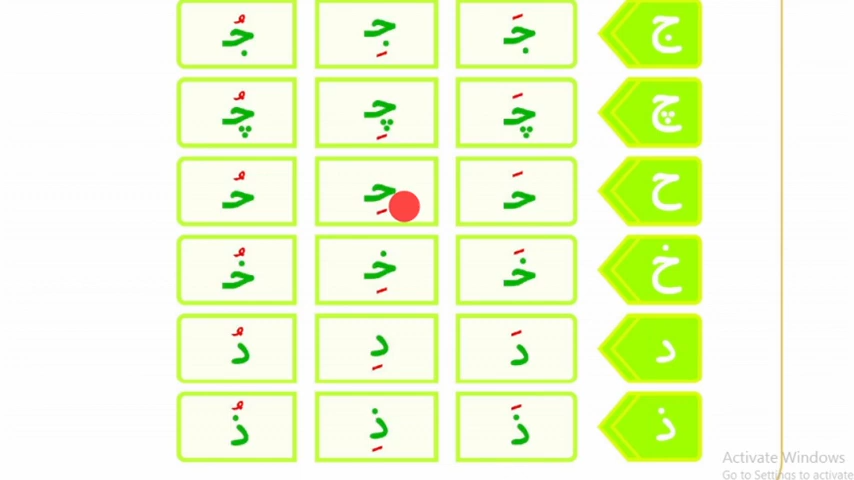 ج جَ جِ جُ
چ چَ چِ چُ
ح حَ حِ حُ
خ خَ خِ خُ
د دَ دِ دُ
ذ ذَ ذِ ذُ
Activate Windows
Go to Settings to activate